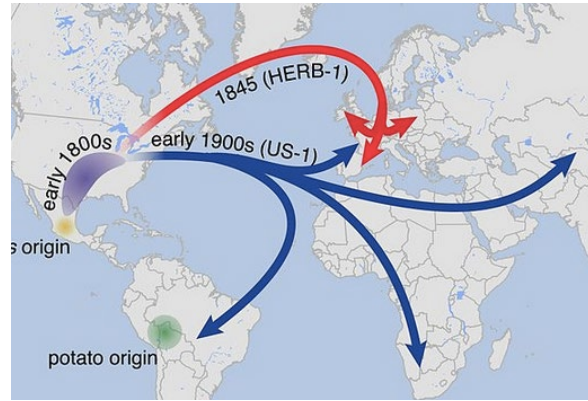 1845 (HERB-1)
early 1800s
early 1900s (US-1)
s origin
potato origin